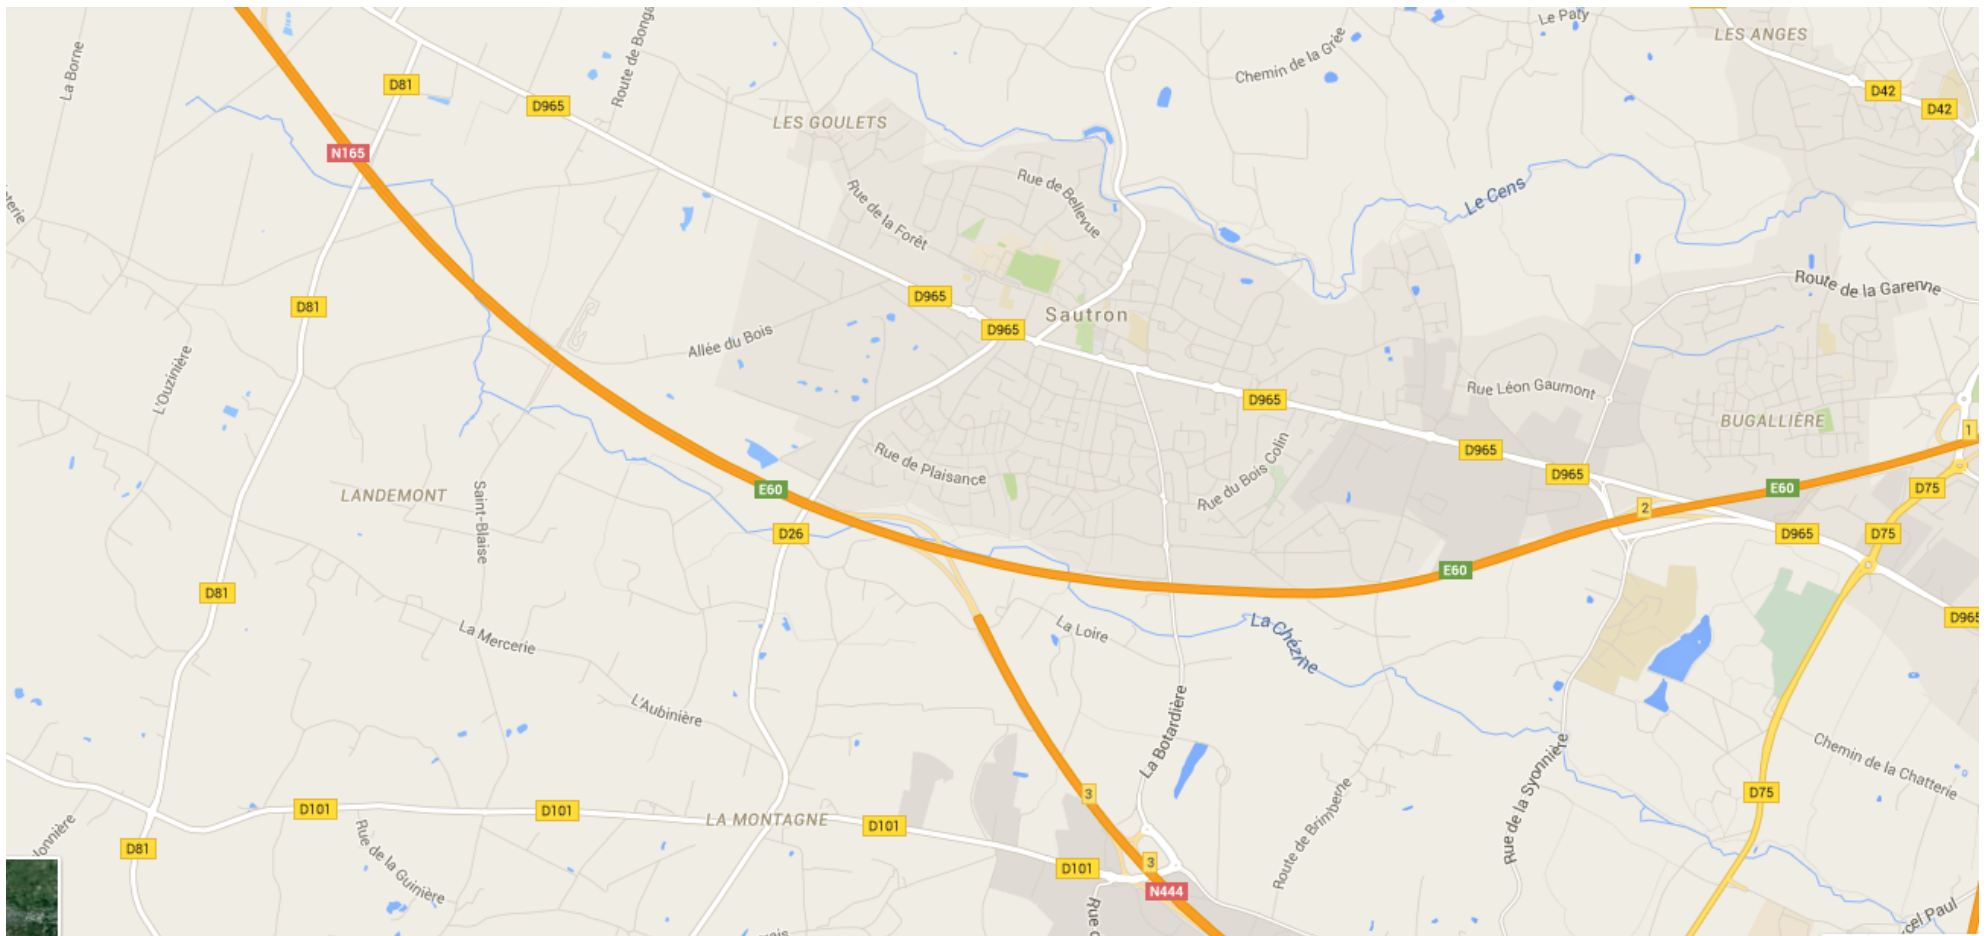 Le Paty
LES ANGES
Chemin de la Grée
La Borne
Route de
D81
D965
D42
D42
LES GOULETS
N165
Rue de Bellevue
Rue de la Forêt
Le Cens
Route de la Garenne
D81
D965
Sautron
D965
Allée du Bois
L'Ouzinière
Rue Léon Gaumont
D965
BUGALLIÈRE
1
D965
D965
Rue de Plaisance
Rue du Bois Colin
LANDEMONT
Saint-Blaise
E60
E60
D75
2
D26
D965
D75
E60
D81
D965
La Mercerie
La Loire
La Chézine
L'Aubinière
La Botardière
Rue de la Syonnière
Chemin de la Chatterie
D101
D101
LA MONTAGNE
D101
3
D75
Route de Brimberne
D81
Rue de la Guinière
D101
3
N444
Rue
Paul